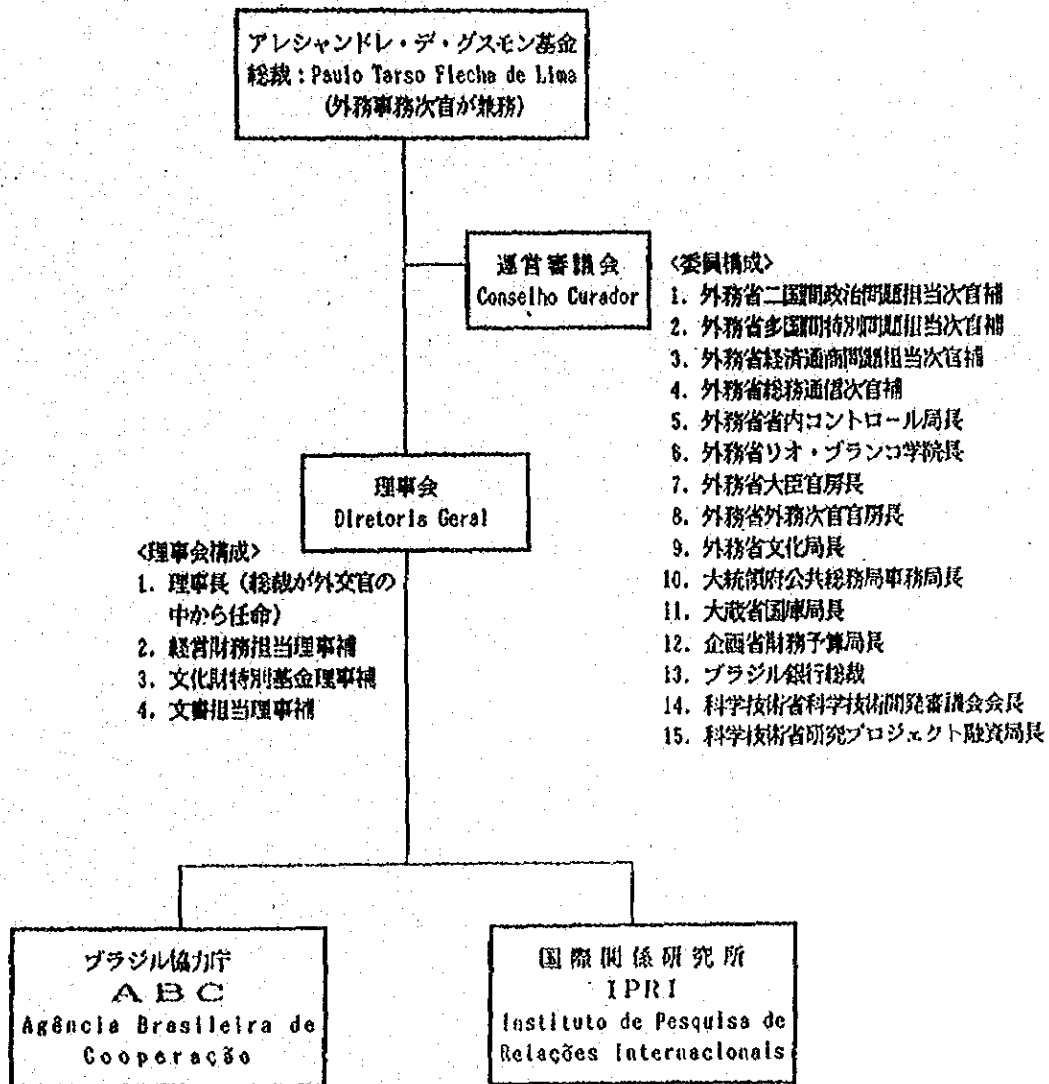 アレシャンドレ・デ・グスモン基金
総裁:Paulo Tarso Flecha de Lima
(外務事務次官が兼務)
運営審議会
Conselho Curador
<委員構成>
1. 外務省二国間政治問題担当次官補
2. 外務省多国間特別問題担当次官補
3. 外務省経済通商問題担当次官補
4. 外務省総務通信次官補
5. 外務省省内コントロール局長
6. 外務省リオ・ブランコ学院長
7. 外務省大臣官房長
8. 外務省外務次官官房長
9. 外務省文化局長
10. 大統領府公共総務局事務局長
11. 大蔵省国庫局長
12. 企画省財務予算局長
13. ブラジル銀行総裁
14. 科学技術省科学技術開発審議会会長
15. 科学技術省研究プロジェクト融資局長
理事会
Diretoria Geral
<理事会構成>
1. 理事長(総裁が外交官の
中から任命)
2. 経営財務担当理事補
3. 文化財特別基金理事補
4. 文書担当理事補
ブラジル協力庁
ABC
Agência Brasileira de
Cooperação
国際関係研究所
IPRI
Instituto de Pesquisa de
Relações Internacionais